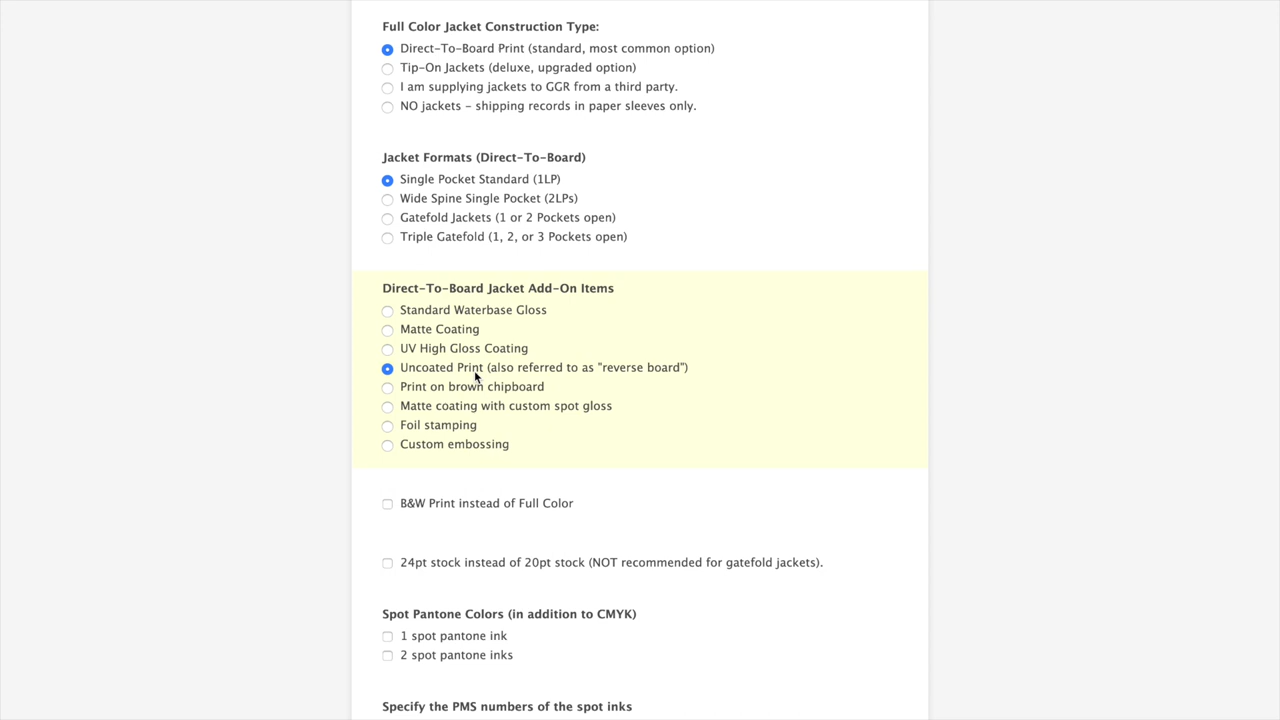 Full Color Jacket Construction Type:
Direct-To-Board Print (standard, most common option)
Tip-On Jackets (deluxe, upgraded option)
I am supplying jackets to GGR from a third party.
NO jackets - shipping records in paper sleeves only.
Jacket Formats (Direct-To-Board)
Single Pocket Standard (1LP)
Wide Spine Single Pocket (2LPs)
Gatefold Jackets (1 or 2 Pockets open)
Triple Gatefold (1, 2, or 3 Pockets open)
Direct-To-Board Jacket Add-On Items
Standard Waterbase Gloss
Matte Coating
UV High Gloss Coating
Uncoated Print (also referred to as "reverse board")
Print on brown chipboard
Matte coating with custom spot gloss
Foil stamping
Custom embossing
B&W Print instead of Full Color
24pt stock instead of 20pt stock (NOT recommended for gatefold jackets).
Spot Pantone Colors (in addition to CMYK)
1 spot pantone ink
2 spot pantone inks
Specify the PMS numbers of the spot inks